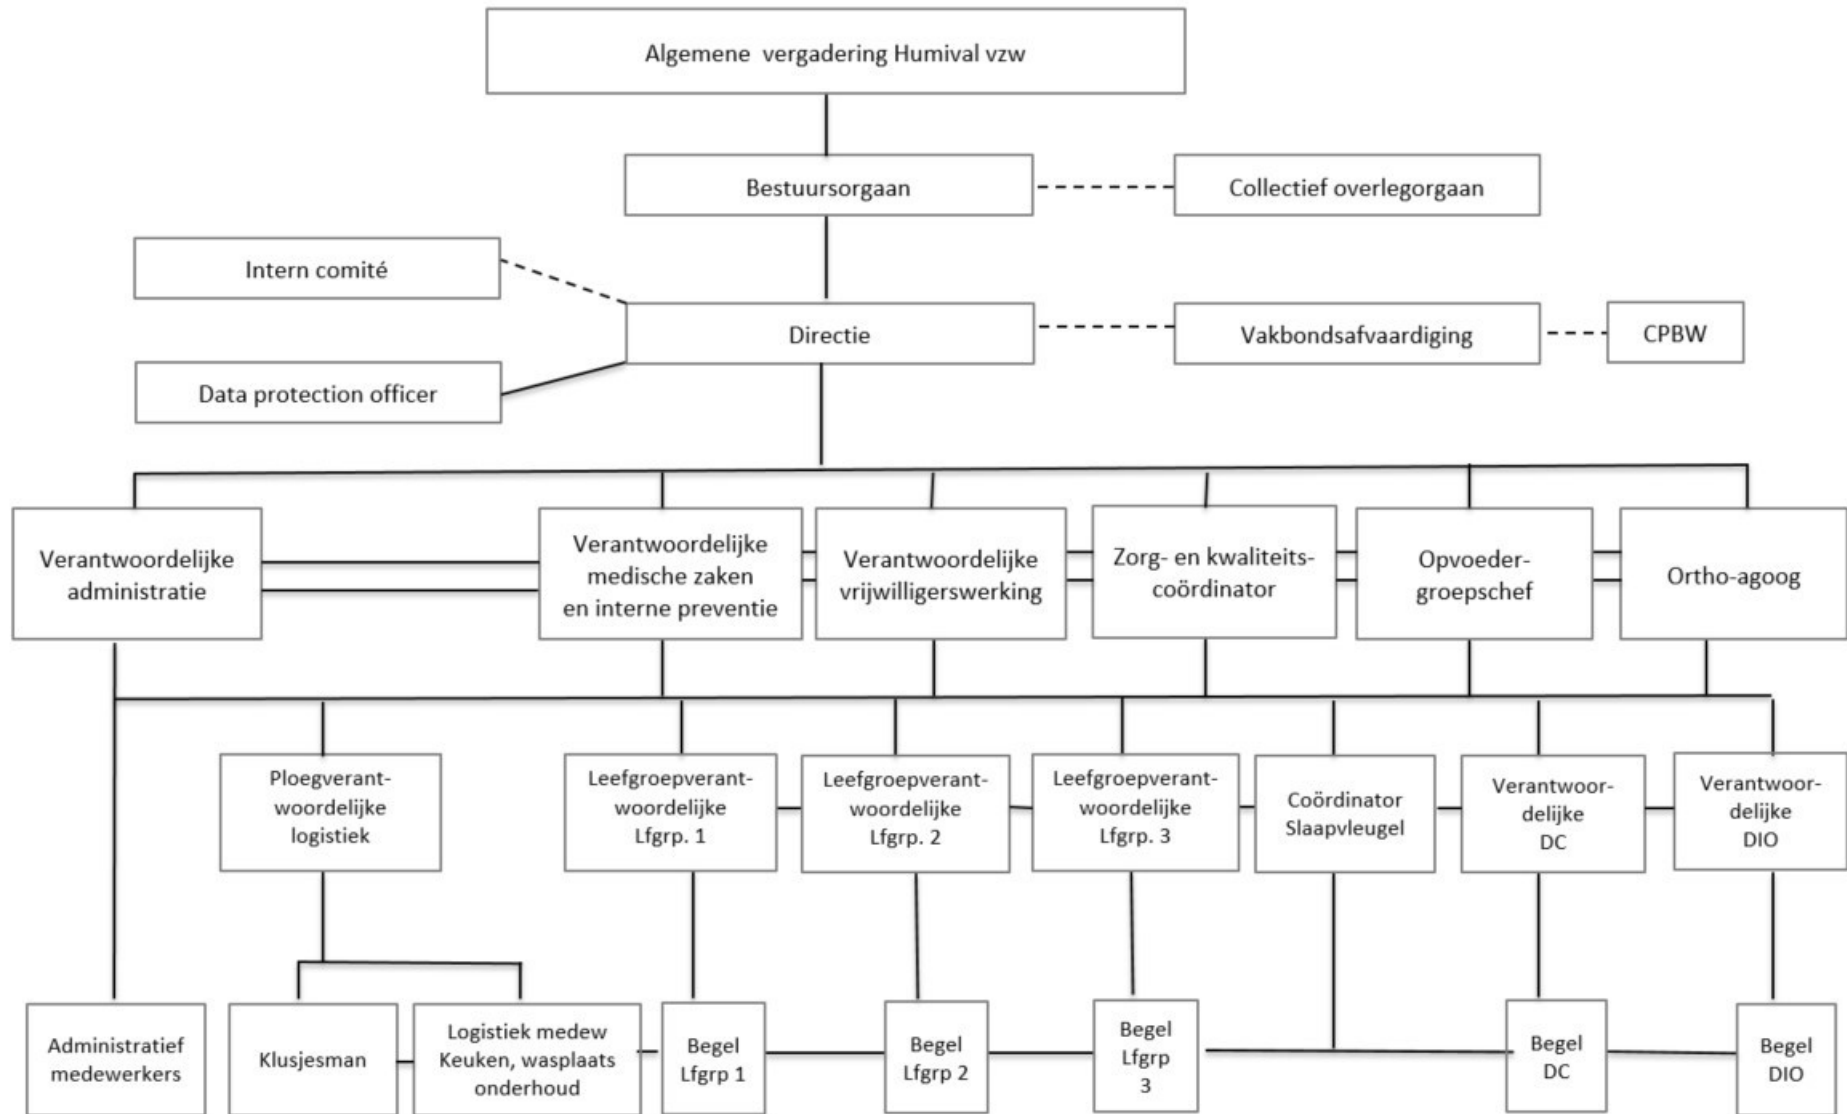 Algemene vergadering Humival vzw
Bestuursorgaan
Collectief overlegorgaan
Intern comité
Directie
Vakbondsafvaardiging
CPBW
Data protection officer
Verantwoordelijke
administratie
Verantwoordelijke
medische zaken
en interne preventie
Verantwoordelijke
vrijwilligerswerking
Zorg- en kwaliteits-
coördinator
Opvoeder-
groepschef
Ortho-agoog
Ploegverant-
woordelijke
logistiek
Leefgroepverant-
woordelijke
Lfgrp. 1
Leefgroepverant-
woordelijke
Lfgrp. 2
Leefgroepverant-
woordelijke
Lfgrp. 3
Coördinator
Slaapvleugel
Verantwoor-
delijke
DC
Verantwoor-
delijke
DIO
Administratief
medewerkers
Klusjesman
Logistiek medew
Keuken, wasplaats
onderhoud
Begel
Lfgrp 1
Begel
Lfgrp 2
Begel
Lfgrp
3
Begel
DC
Begel
DIO